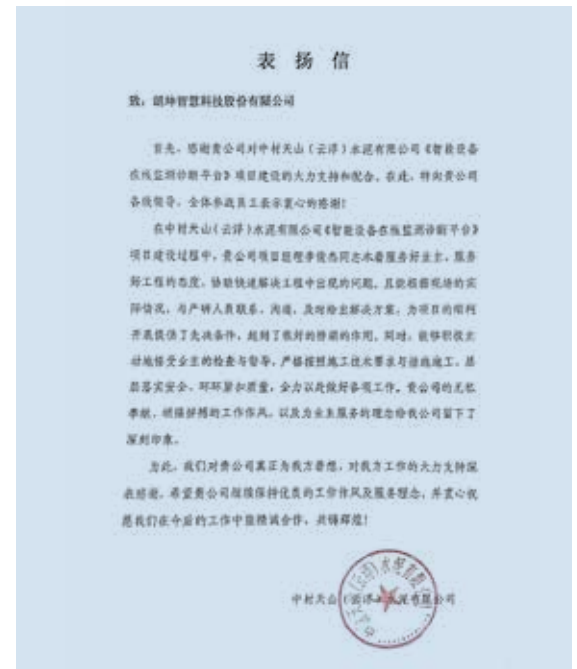 表 扬 信
致：朗坤智慧科技股份有限公司
首先，感谢贵公司对中材天山（云浮）水泥有限公司《智能设备
在线监测诊断平台》项目建设的大力支持和配合，在此，特向贵公司
各级领导、全体参战员工表示衷心的感谢！
在中材天山（云浮）水泥有限公司《智能设备在线监测诊断平台》
项目建设过程中，贵公司项目经理李俊杰同志本着服务好业主，服务
好工程的态度，协助快速解决工程中出现的问题，且能根据现场的实
际情况，与产研人员联系、沟通，及时给出解决方案，为项目的顺利
开展提供了先决条件，起到了很好的桥梁的作用，同时，能够积极主
动地接受业主的检查与督导，严格按照施工技术要求与措施施工，层
层落实安全，环环紧扣质量，全力以赴做好各项工作。贵公司的无私
奉献、顽强拼搏的工作作风，以及为业主服务的理念给我公司留下了
深刻印象。
为此，我们对贵公司真正为我方着想，对我方工作的大力支持深
表感谢，希望贵公司继续保持优质的工作作风及服务理念，并衷心祝
愿我们在今后的工作中能精诚合作，共铸辉煌！
中材天山（云浮）水泥有限公司